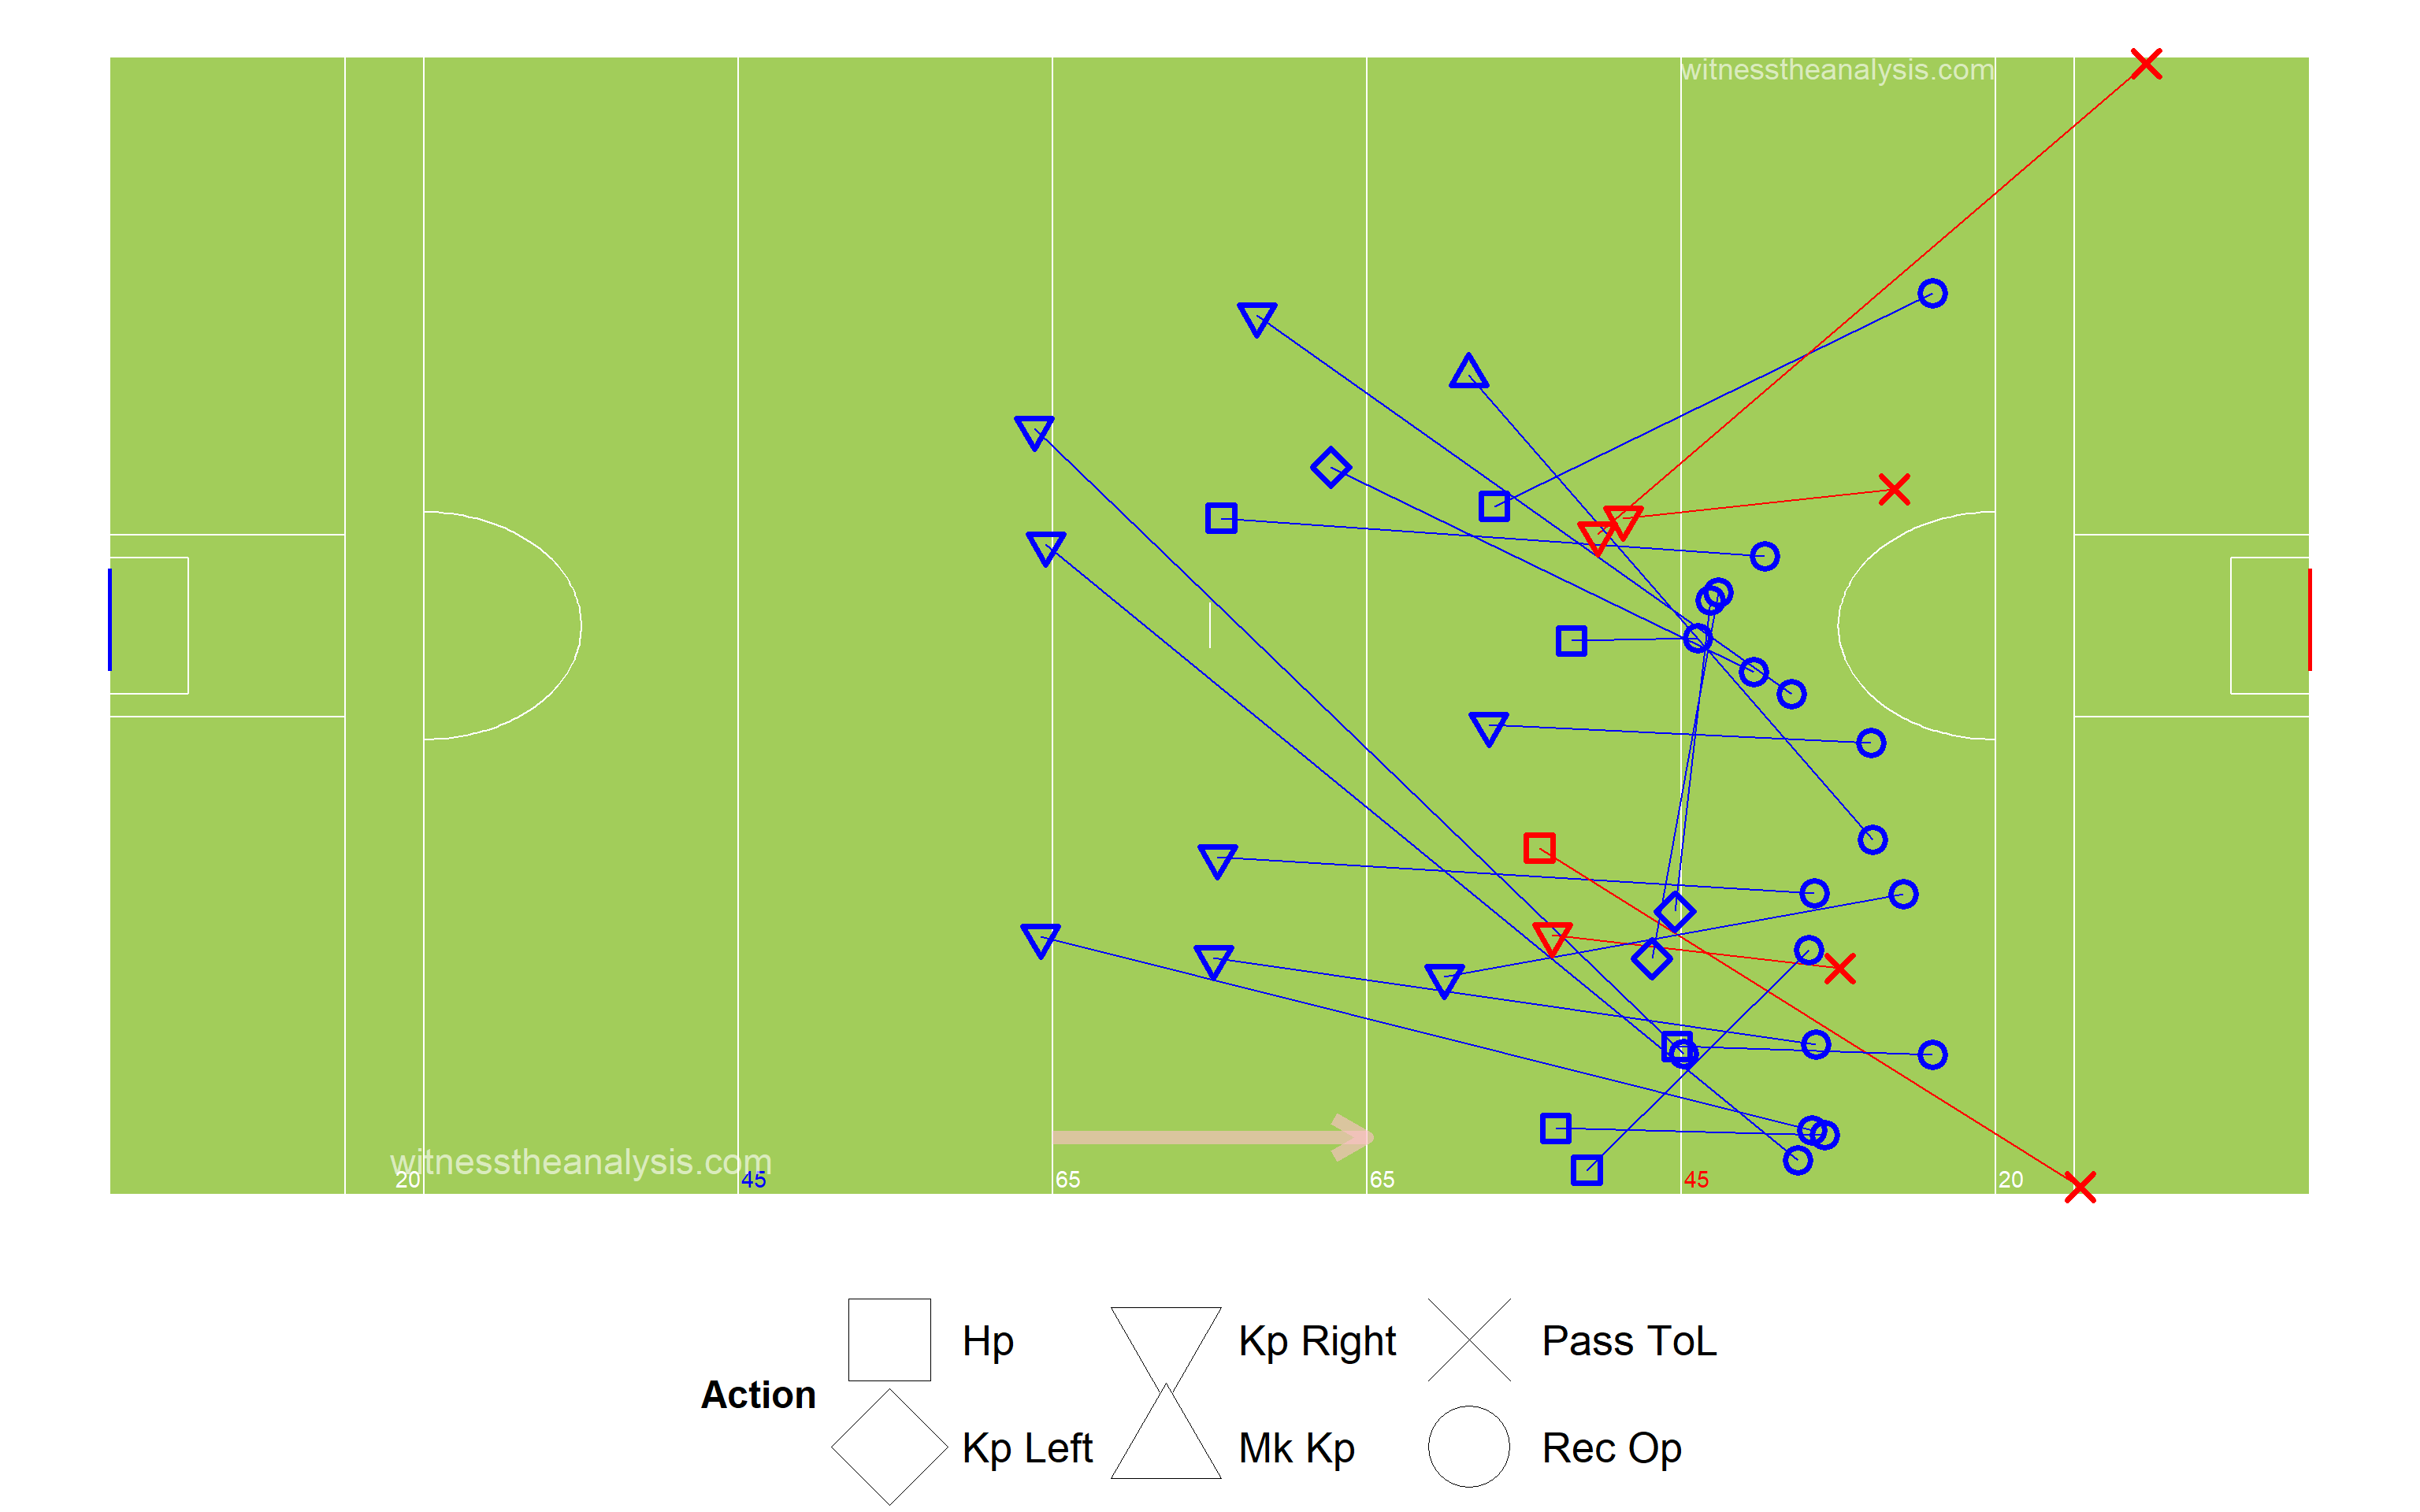 witnesstheanalysis.com
witnesstheanalysis.com
20 45 65 65 45 20
Hp Kp Right Pass ToL
Action
Kp Left Mk Kp Rec Op